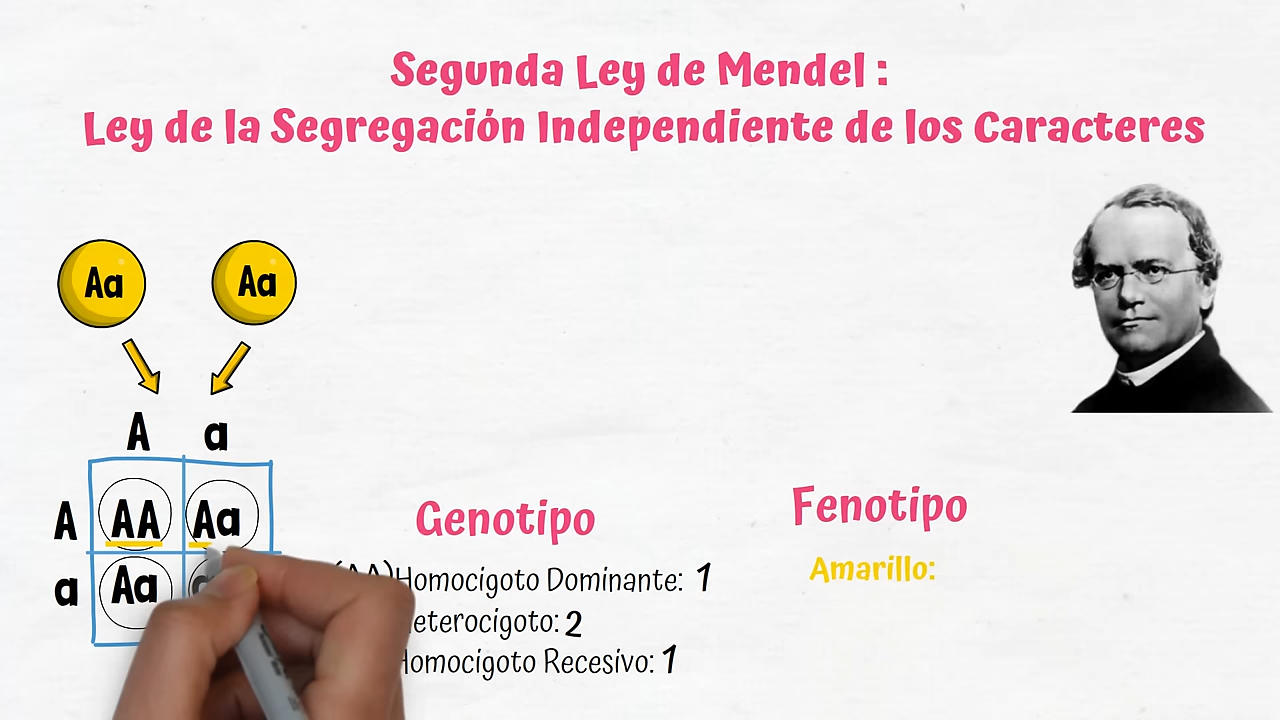 Segunda Ley de Mendel :
Ley de la Segregación Independiente de los Caracteres
Aa Aa
A a
A AA Aa
a Aa
Genotipo
Fenotipo
(AA)Homocigoto Dominante: 1
Amarillo:
2
Homocigoto Recesivo: 1